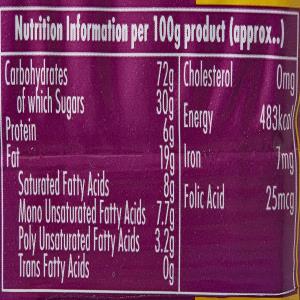 Nutrition Information per 100g product (approx..)
Carbohydrates 72g
of which Sugars 30g
Protein 6g
Fat 19g
Saturated Fatty Acids 8g
Mono Unsaturated Fatty Acids 7.7g
Poly Unsaturated Fatty Acids 3.2g
Trans Fatty Acids 0g
Cholesterol 0mg
Energy 483kcal
Iron 7mg
Folic Acid 25mcg